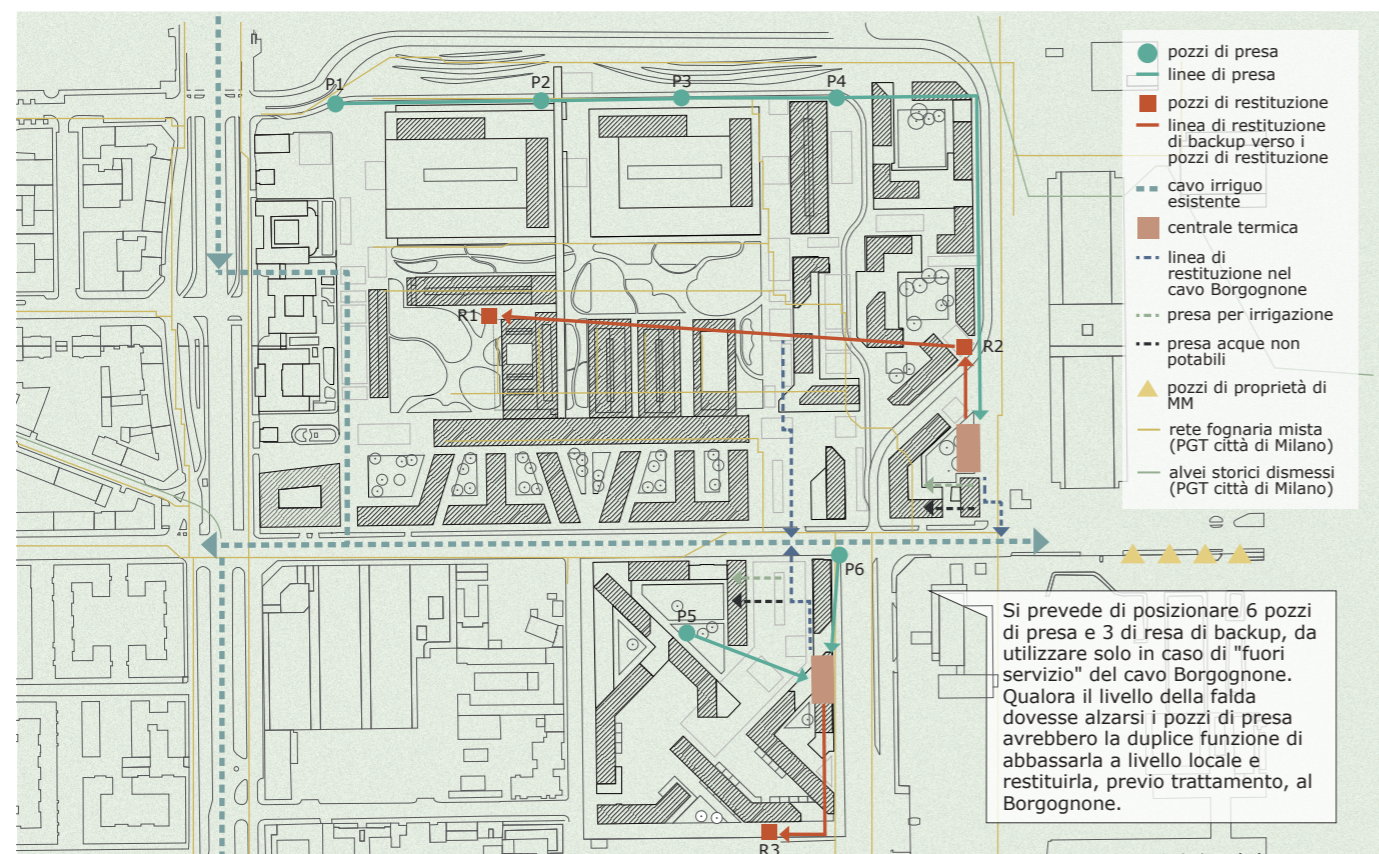 P1
P2
P3
P4
R1
R2
P6
P5
R3
pozzi di presa
linee di presa
pozzi di restituzione
linea di restituzione
di backup verso i
pozzi di restituzione
cavo irriguo
esistente
centrale termica
linea di
restituzione nel
cavo Borgognone
presa per irrigazione
presa acque non
potabili
pozzi di proprietà di
MM
rete fognaria mista
(PGT città di Milano)
alvei storici dismessi
(PGT città di Milano)
Si prevede di posizionare 6 pozzi
di presa e 3 di resa di backup, da
utilizzare solo in caso di "fuori
servizio" del cavo Borgognone.
Qualora il livello della falda
dovesse alzarsi i pozzi di presa
avrebbero la duplice funzione di
abbassarla a livello locale e
restituirla, previo trattamento, al
Borgognone.